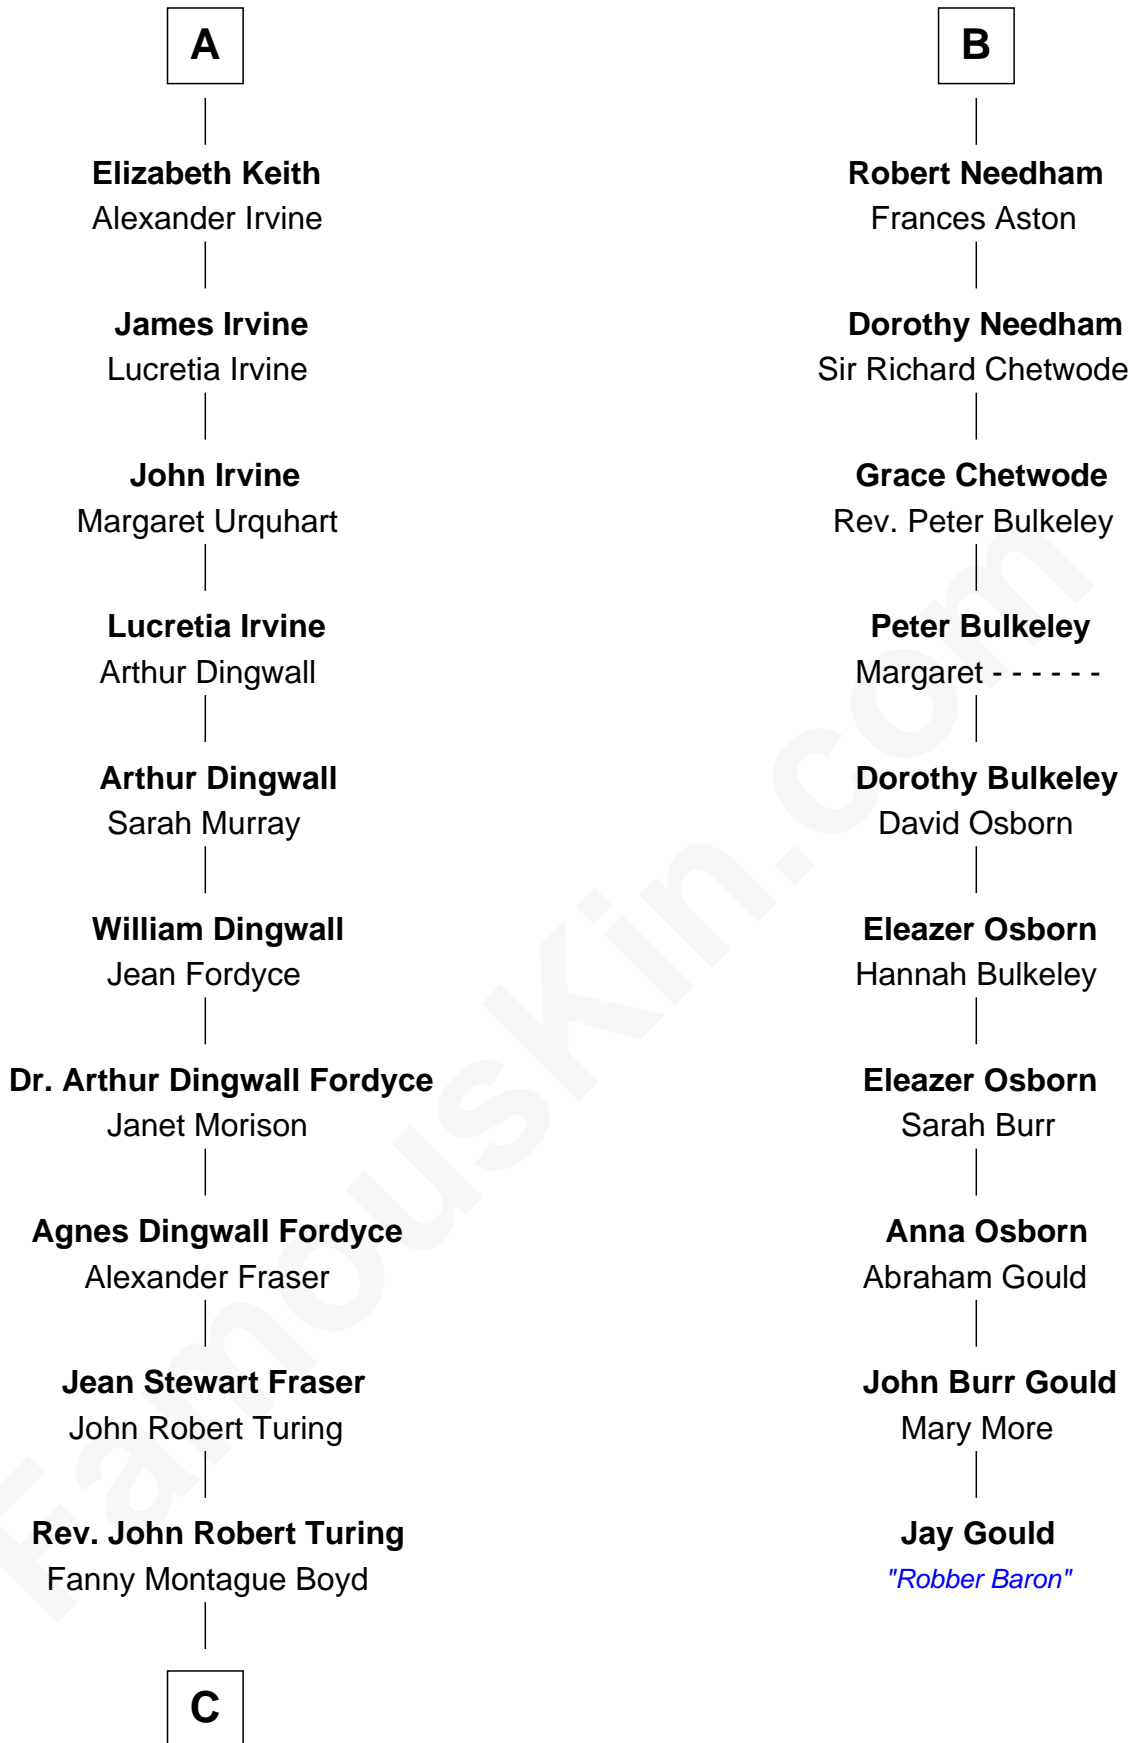 A
Elizabeth Keith
Alexander Irvine
James Irvine
Lucretia Irvine
John Irvine
Margaret Urquhart
Lucretia Irvine
Arthur Dingwall
Arthur Dingwall
Sarah Murray
William Dingwall
Jean Fordyce
Dr. Arthur Dingwall Fordyce
Janet Morison
Agnes Dingwall Fordyce
Alexander Fraser
Jean Stewart Fraser
John Robert Turing
Rev. John Robert Turing
Fanny Montague Boyd
C
B
Robert Needham
Frances Aston
Dorothy Needham
Sir Richard Chetwode
Grace Chetwode
Rev. Peter Bulkeley
Peter Bulkeley
Margaret - - - - - -
Dorothy Bulkeley
David Osborn
Eleazer Osborn
Hannah Bulkeley
Eleazer Osborn
Sarah Burr
Anna Osborn
Abraham Gould
John Burr Gould
Mary More
Jay Gould
"Robber Baron"
FamousKin.com